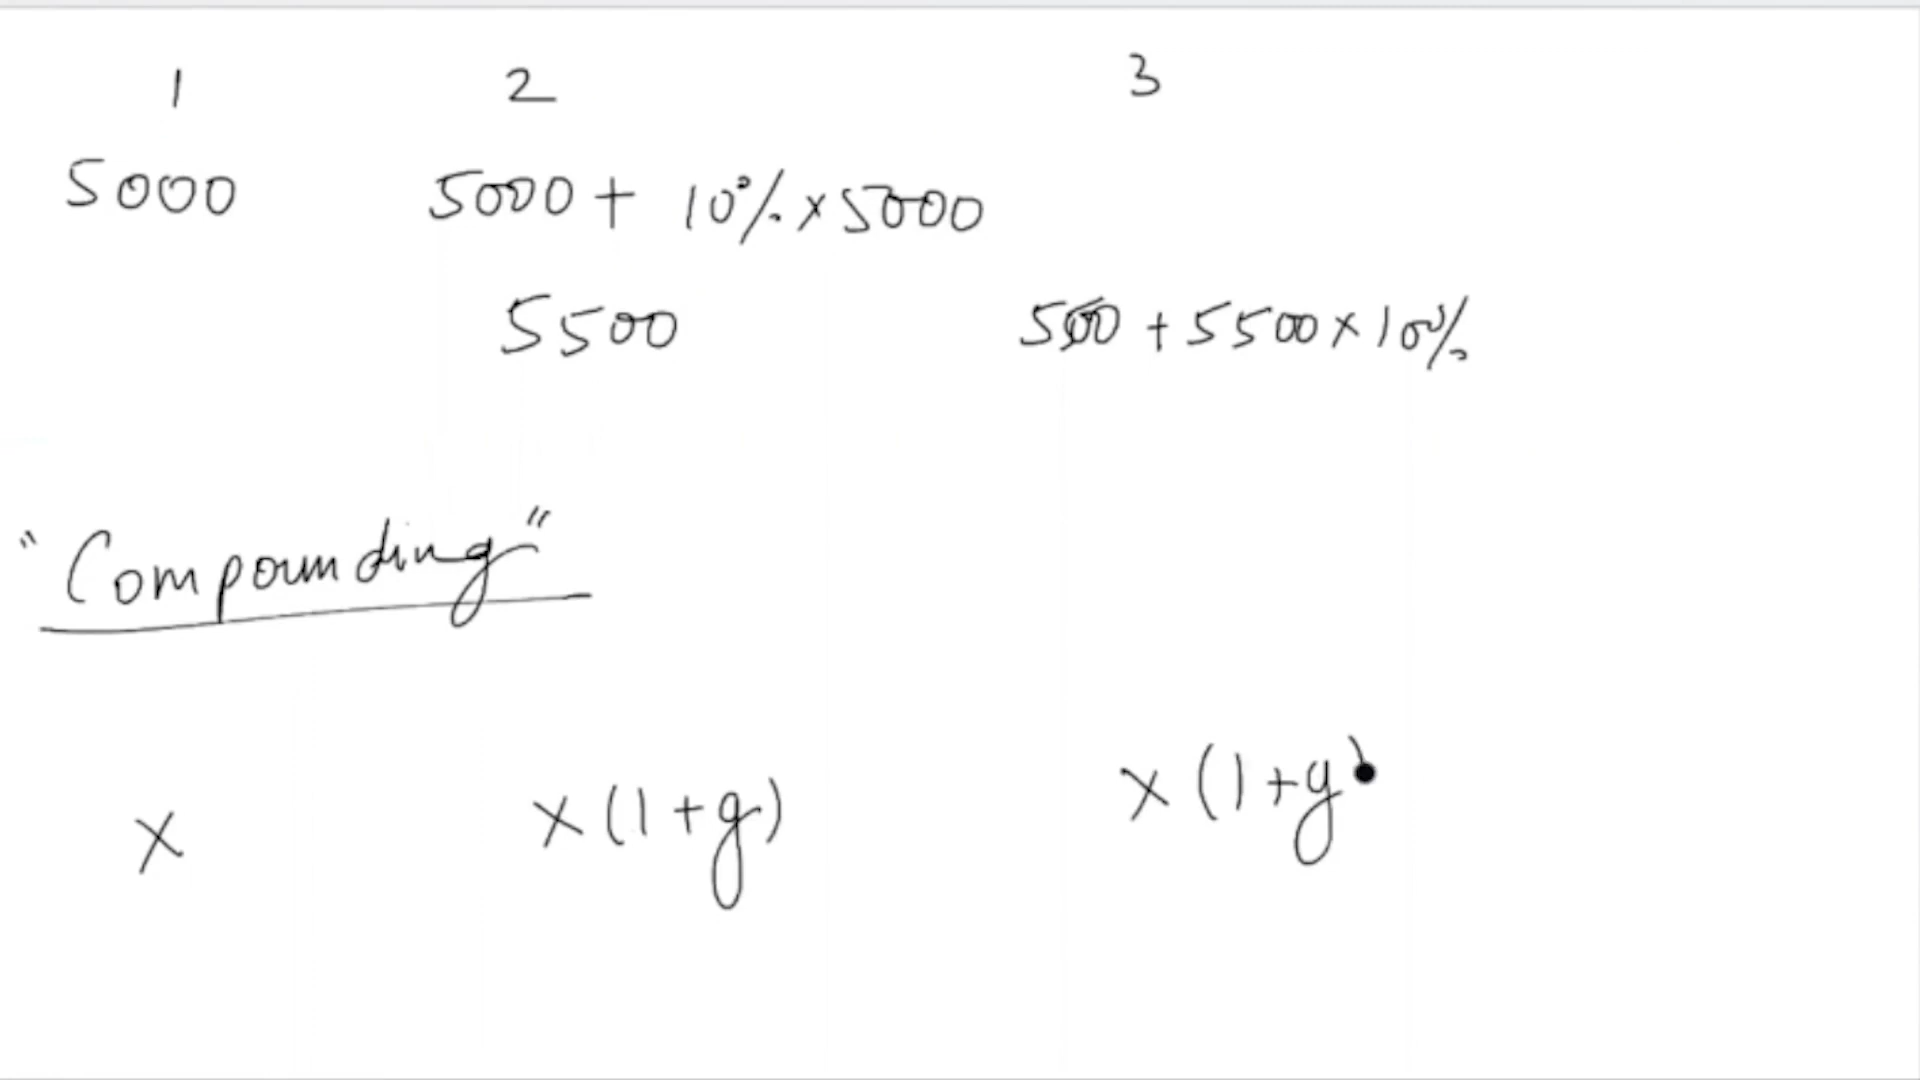 1 2 3
5000 5000 + 10% x 5000
5500 5500 + 5500 x 10%
"Compounding"
x x(1+g) x(1+g)